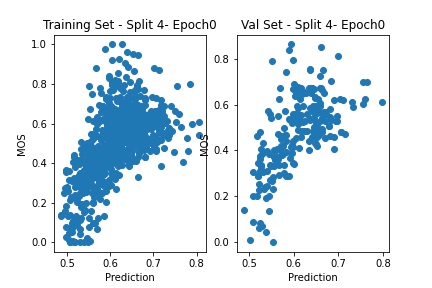 Training Set - Split 4- Epoch0
Val Set - Split 4- Epoch0
MOS
1.0
0.8
0.6
0.4
0.2
0.0
0.5 0.6 0.7 0.8
Prediction
MOS
0.8
0.6
0.4
0.2
0.0
0.5 0.6 0.7 0.8
Prediction